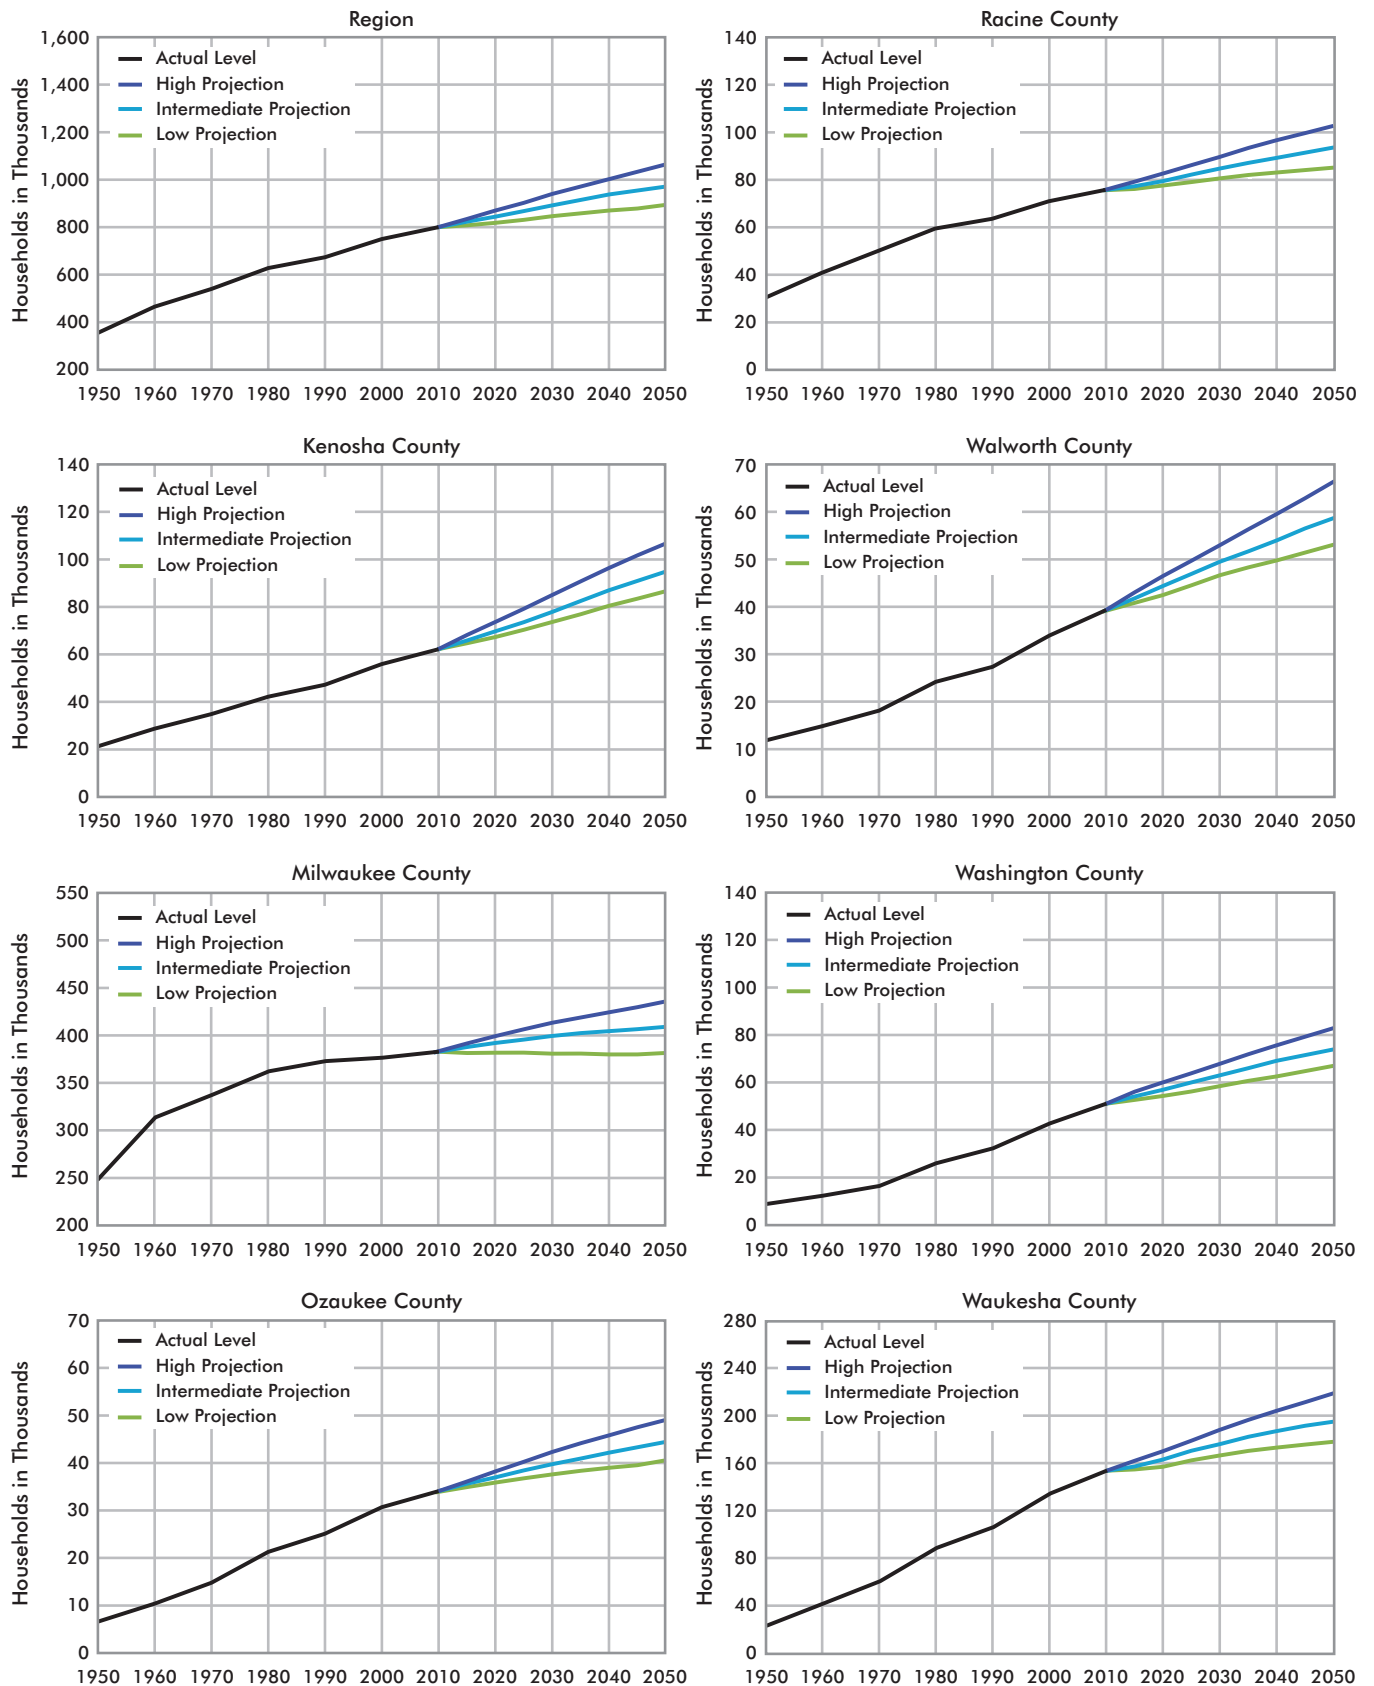 Region
Households in Thousands
1,600
1,400
1,200
1,000
800
600
400
200
Actual Level
High Projection
Intermediate Projection
Low Projection
1950 1960 1970 1980 1990 2000 2010 2020 2030 2040 2050
Racine County
Households in Thousands
140
120
100
80
60
40
20
0
Actual Level
High Projection
Intermediate Projection
Low Projection
1950 1960 1970 1980 1990 2000 2010 2020 2030 2040 2050
Kenosha County
Households in Thousands
140
120
100
80
60
40
20
0
Actual Level
High Projection
Intermediate Projection
Low Projection
1950 1960 1970 1980 1990 2000 2010 2020 2030 2040 2050
Walworth County
Households in Thousands
70
60
50
40
30
20
10
0
Actual Level
High Projection
Intermediate Projection
Low Projection
1950 1960 1970 1980 1990 2000 2010 2020 2030 2040 2050
Milwaukee County
Households in Thousands
550
500
450
400
350
300
250
200
Actual Level
High Projection
Intermediate Projection
Low Projection
1950 1960 1970 1980 1990 2000 2010 2020 2030 2040 2050
Washington County
Households in Thousands
140
120
100
80
60
40
20
0
Actual Level
High Projection
Intermediate Projection
Low Projection
1950 1960 1970 1980 1990 2000 2010 2020 2030 2040 2050
Ozaukee County
Households in Thousands
70
60
50
40
30
20
10
0
Actual Level
High Projection
Intermediate Projection
Low Projection
1950 1960 1970 1980 1990 2000 2010 2020 2030 2040 2050
Waukesha County
Households in Thousands
280
240
200
160
120
80
40
0
Actual Level
High Projection
Intermediate Projection
Low Projection
1950 1960 1970 1980 1990 2000 2010 2020 2030 2040 2050